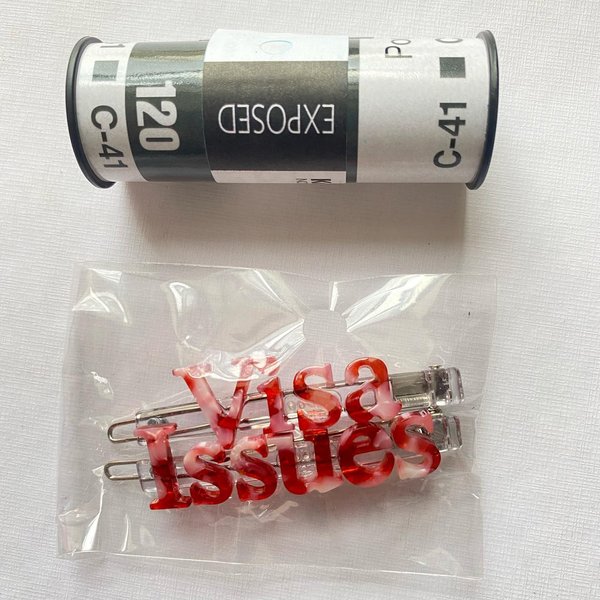 C-41
120
EXPOSED
C-41
Visa
Issues